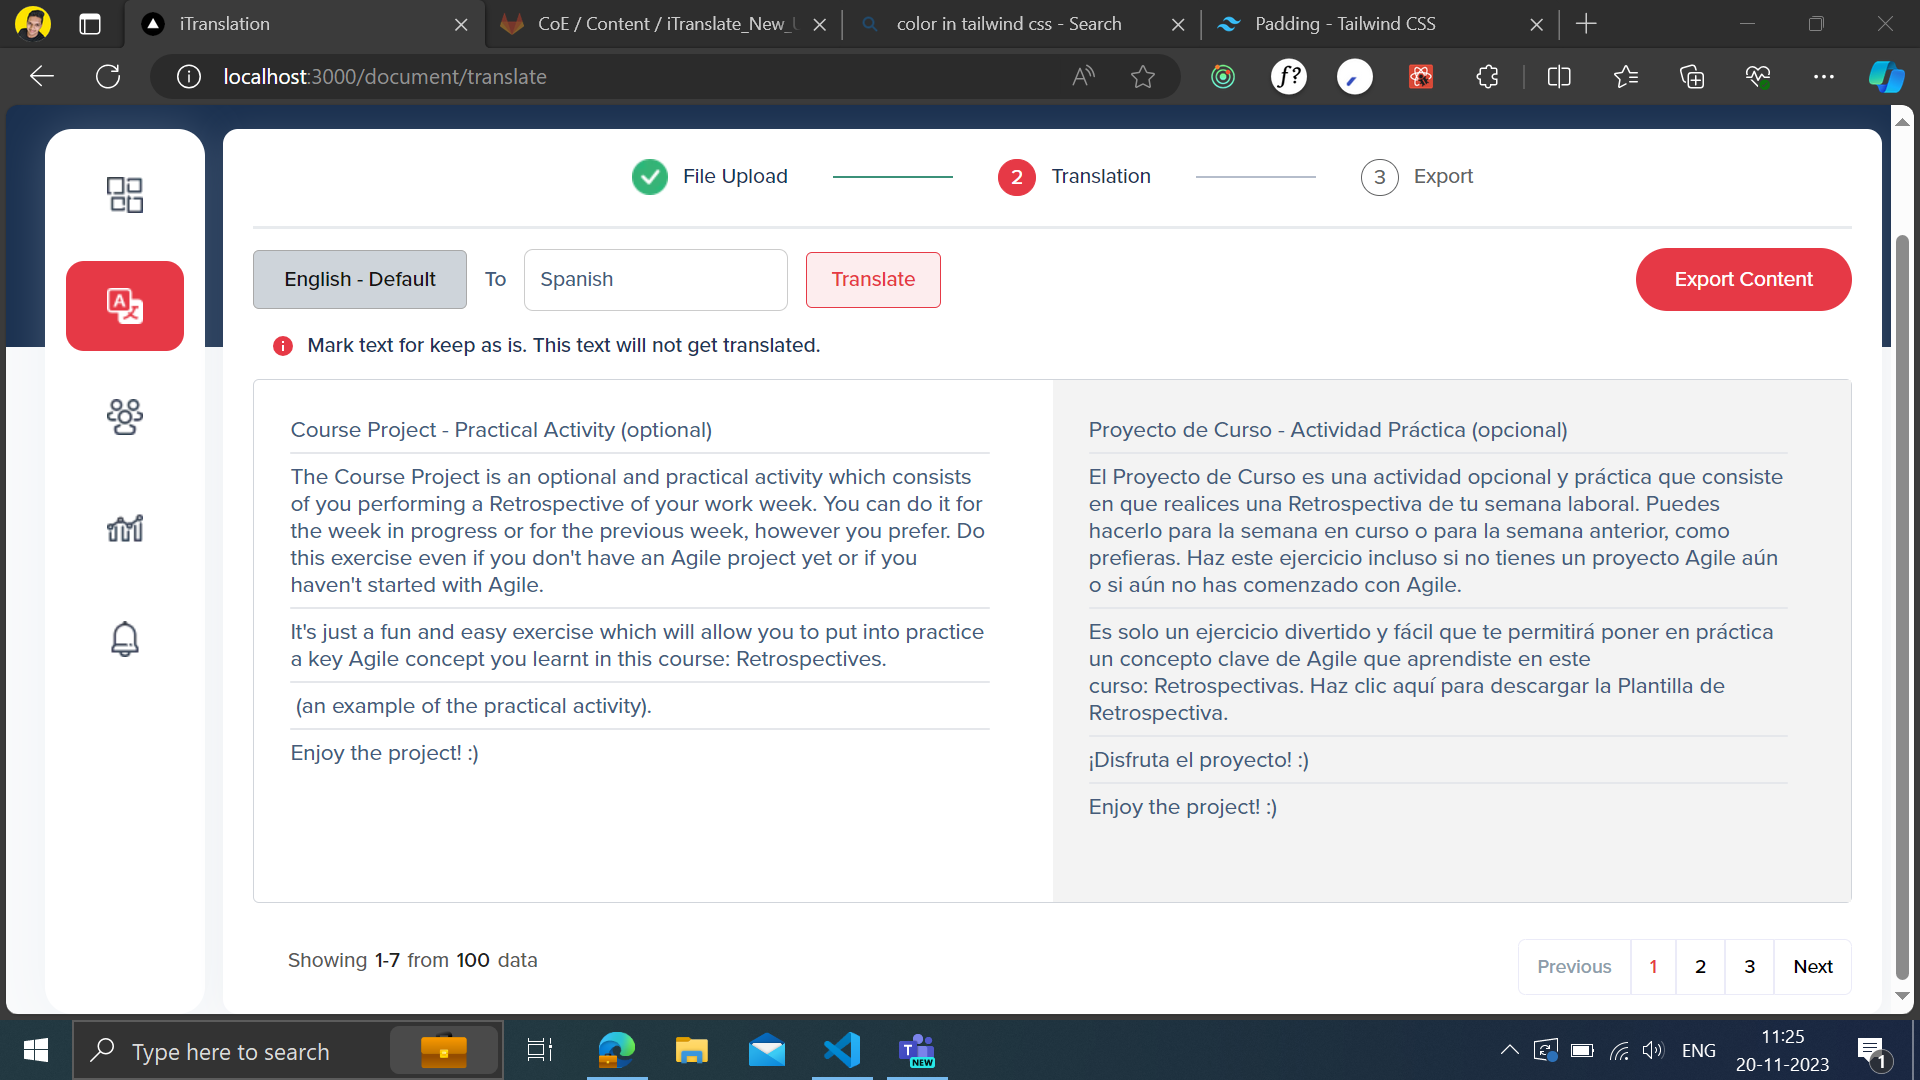 iTranslation
CoE / Content / iTranslate_New_
color in tailwind css - Search
Padding - Tailwind CSS
localhost:3000/document/translate
A
f?
File Upload
2
Translation
3
Export
English - Default
To
Spanish
Translate
Export Content
Mark text for keep as is. This text will not get translated.
Course Project - Practical Activity (optional)
The Course Project is an optional and practical activity which consists
of you performing a Retrospective of your work week. You can do it for
the week in progress or for the previous week, however you prefer. Do
this exercise even if you don't have an Agile project yet or if you
haven't started with Agile.
It's just a fun and easy exercise which will allow you to put into practice
a key Agile concept you learnt in this course: Retrospectives.
(an example of the practical activity).
Enjoy the project! :)
Proyecto de Curso - Actividad Práctica (opcional)
El Proyecto de Curso es una actividad opcional y práctica que consiste
en que realices una Retrospectiva de tu semana laboral. Puedes
hacerlo para la semana en curso o para la semana anterior, como
prefieras. Haz este ejercicio incluso si no tienes un proyecto Agile aún
o si aún no has comenzado con Agile.
Es solo un ejercicio divertido y fácil que te permitirá poner en práctica
un concepto clave de Agile que aprendiste en este
curso: Retrospectivas. Haz clic aquí para descargar la Plantilla de
Retrospectiva.
¡Disfruta el proyecto! :)
Enjoy the project! :)
Showing 1-7 from 100 data
Previous
1
2
3
Next
Type here to search
NEW
ENG
11:25
20-11-2023
1